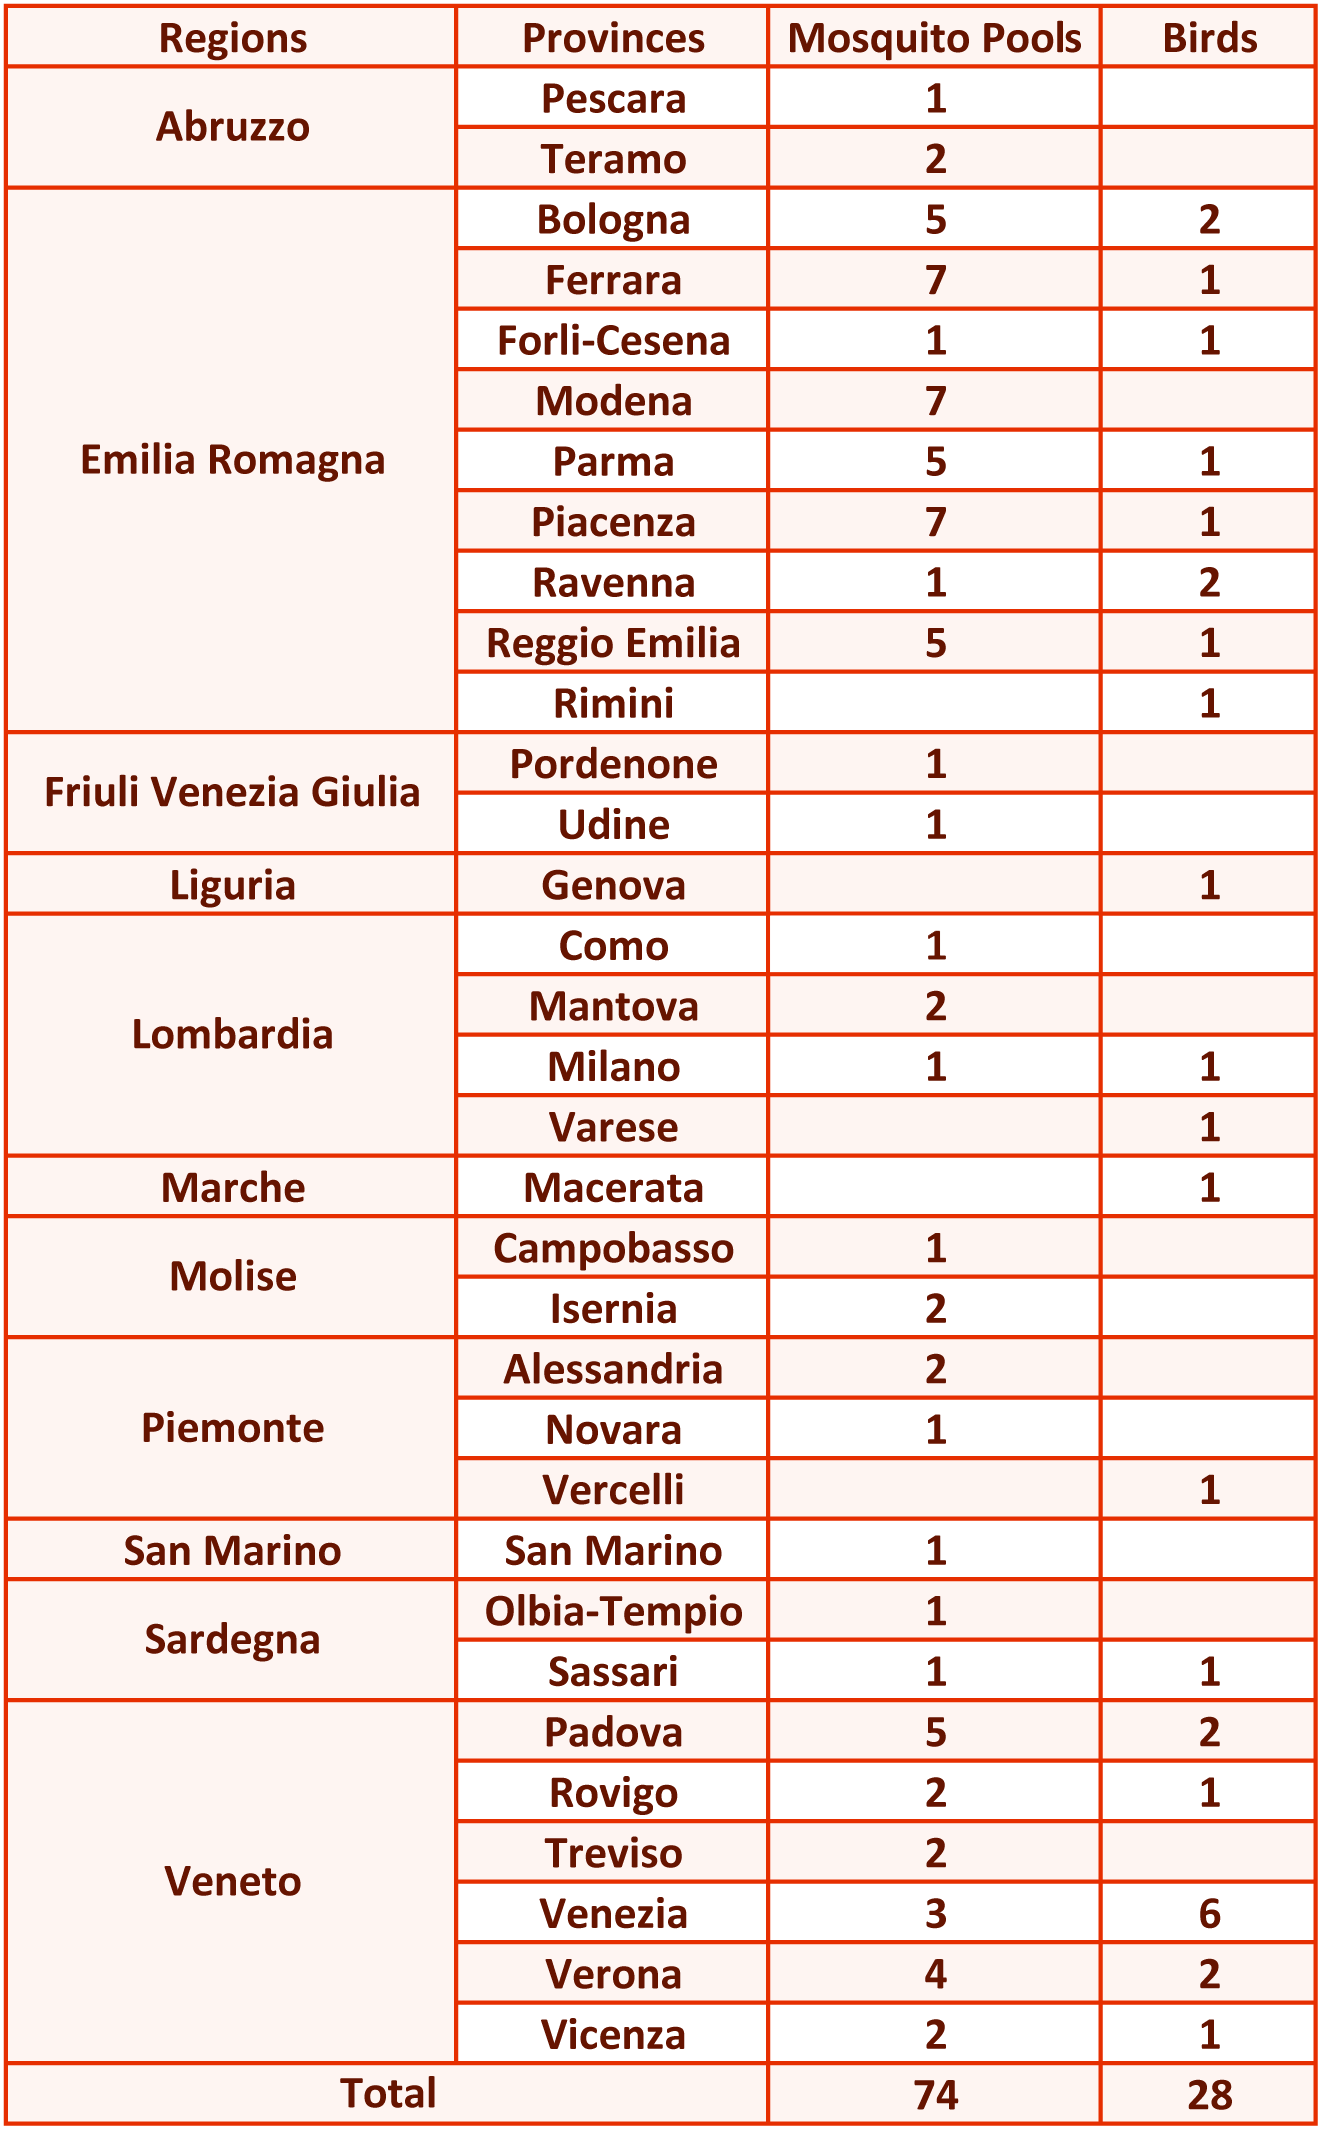 Regions Provinces Mosquito Pools Birds
Abruzzo
Pescara 1
Teramo 2
Emilia Romagna
Bologna 5 2
Ferrara 7 1
Forli-Cesena 1 1
Modena 7
Parma 5 1
Piacenza 7 1
Ravenna 1 2
Reggio Emilia 5 1
Rimini 1
Friuli Venezia Giulia
Pordenone 1
Udine 1
Liguria Genova 1
Lombardia
Como 1
Mantova 2
Milano 1 1
Varese 1
Marche Macerata 1
Molise
Campobasso 1
Isernia 2
Piemonte
Alessandria 2
Novara 1
Vercelli 1
San Marino San Marino 1
Sardegna
Olbia-Tempio 1
Sassari 1 1
Veneto
Padova 5 2
Rovigo 2 1
Treviso 2
Venezia 3 6
Verona 4 2
Vicenza 2 1
Total 74 28